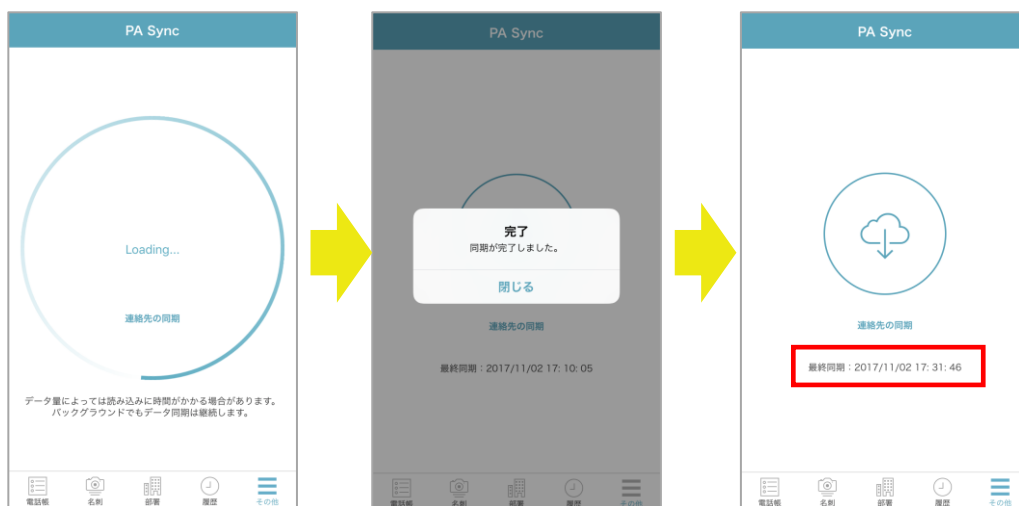 PA Sync
Loading...
連絡先の同期
データ量によっては読み込みに時間がかかる場合があります。
バックグラウンドでもデータ同期は継続します。
電話帳 名刺 部署 履歴 その他
PA Sync
完了
同期が完了しました。
閉じる
連絡先の同期
最終同期：2017/11/02 17: 10: 05
電話帳 名刺 部署 履歴 その他
PA Sync
連絡先の同期
最終同期：2017/11/02 17: 31: 46
電話帳 名刺 部署 履歴 その他